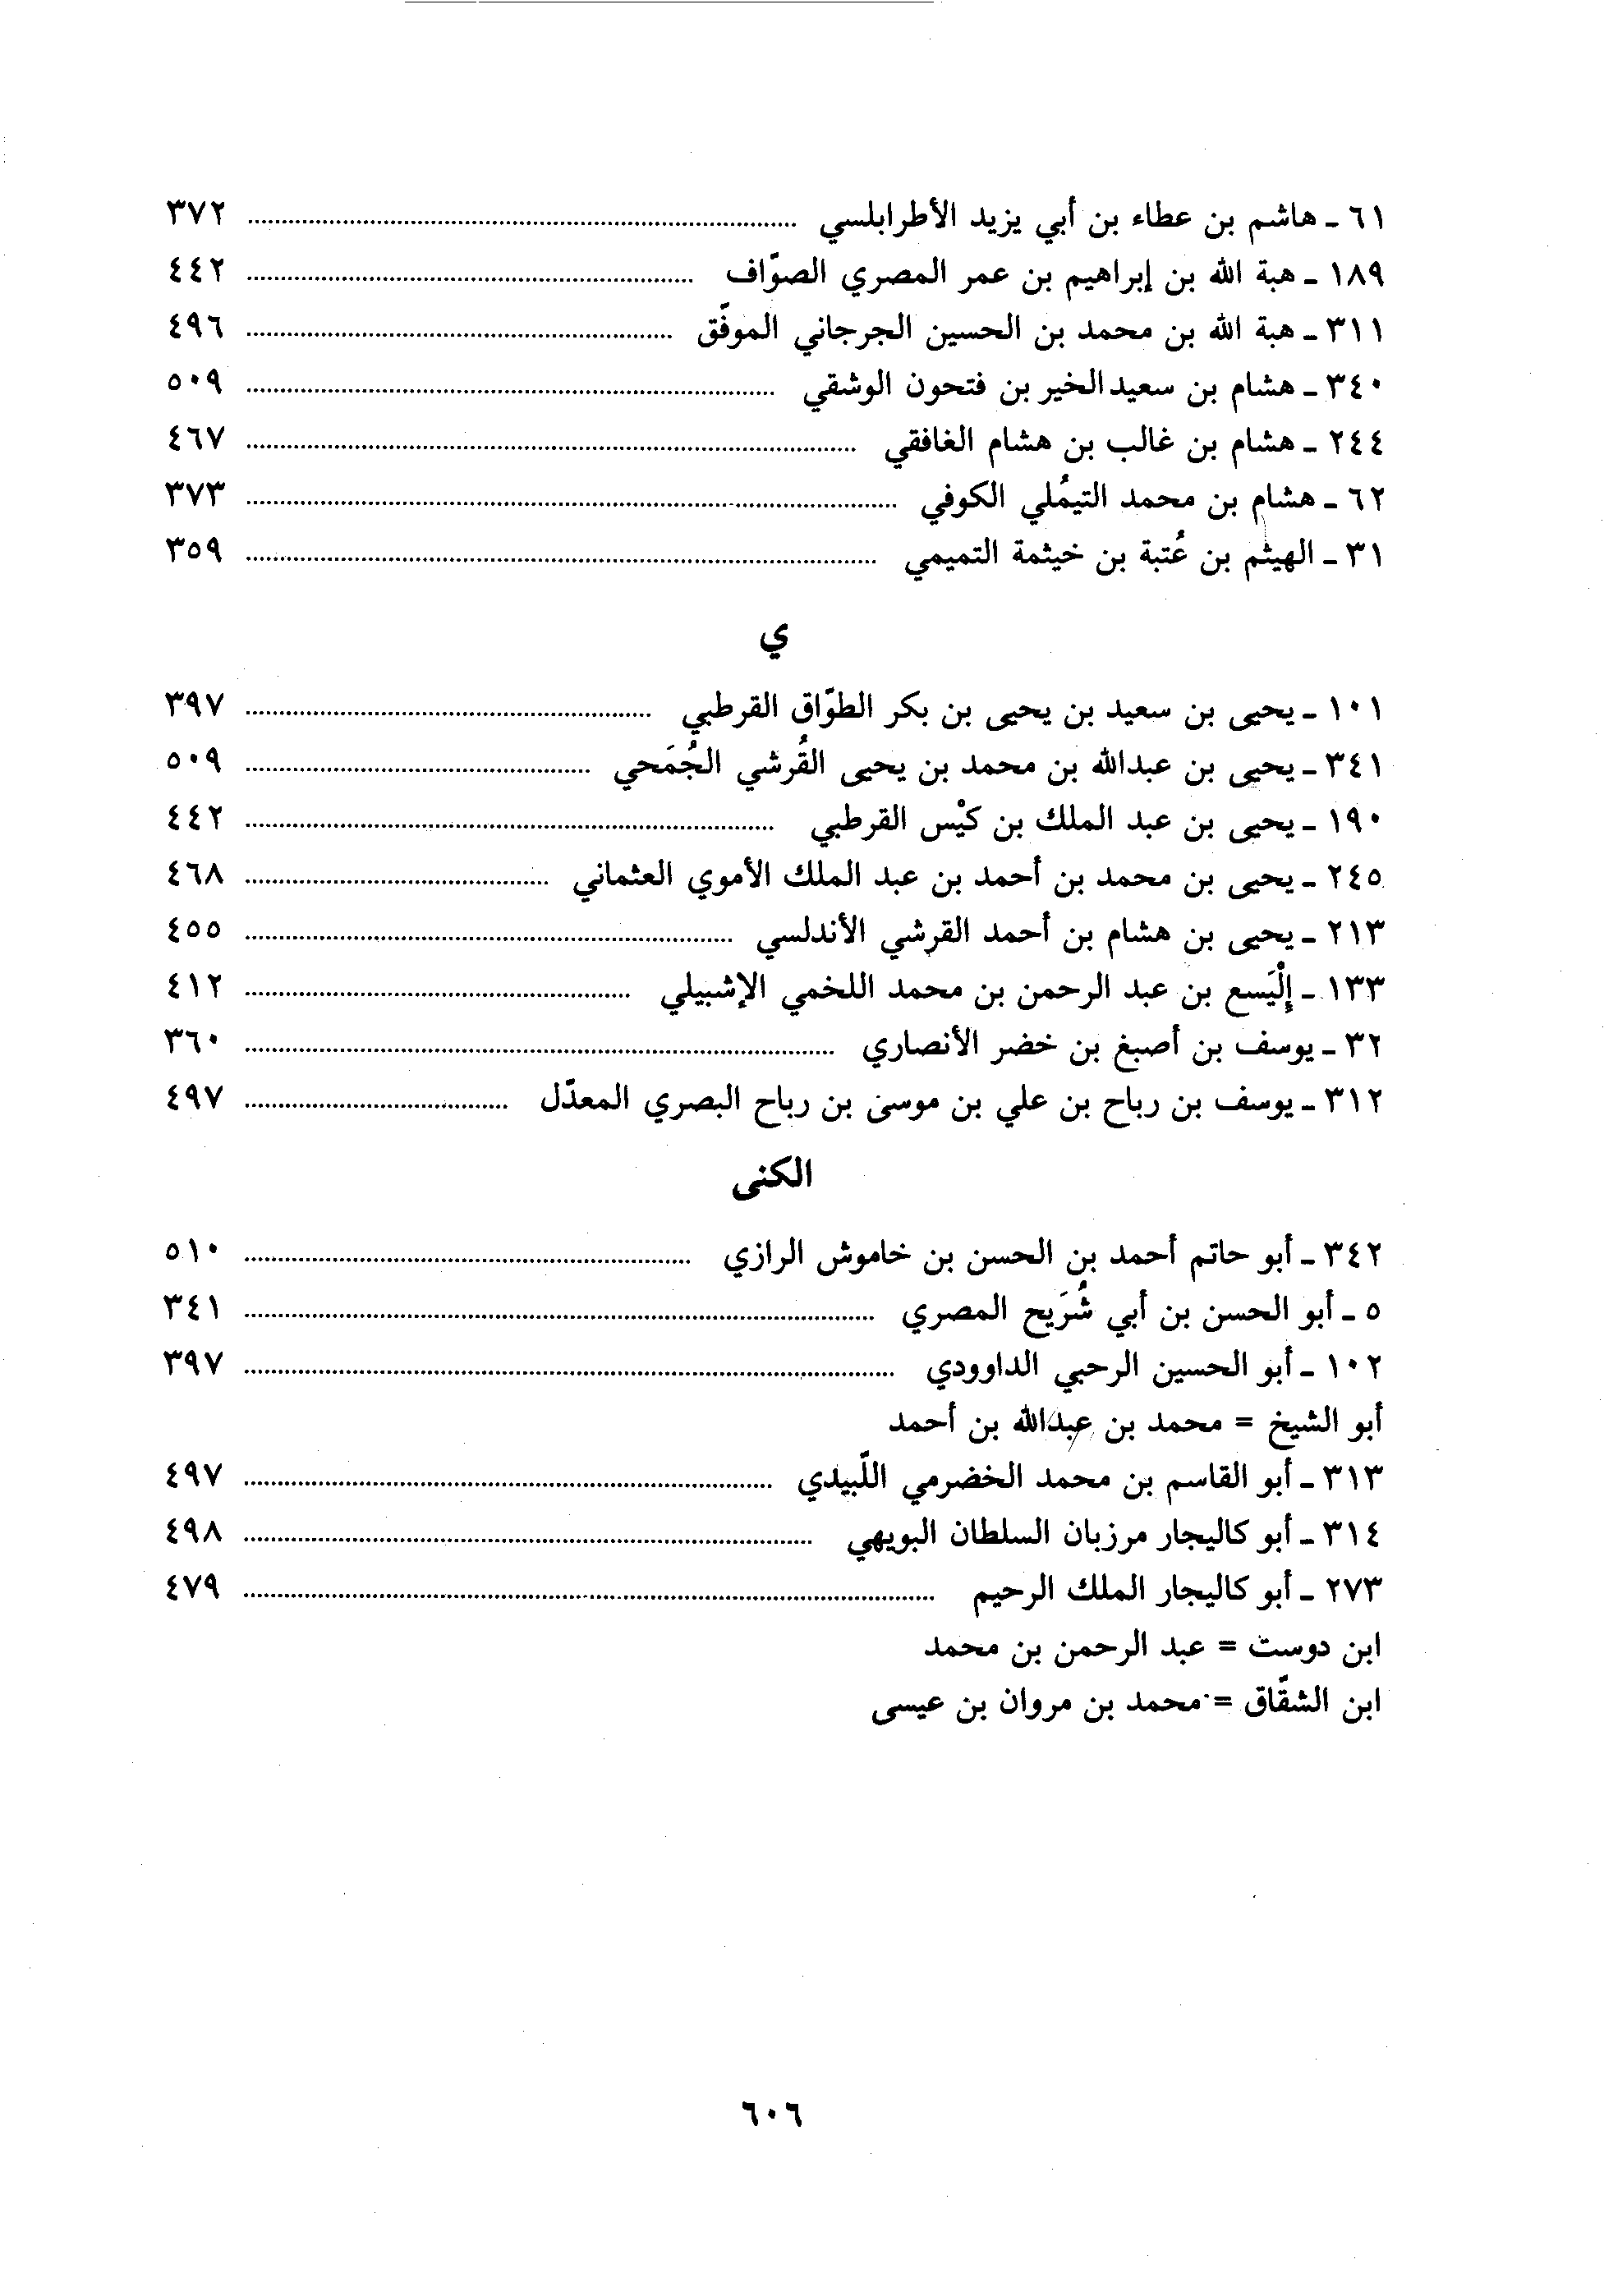 ٦١ ـ هاشم بن عطاء بن أبي يزيد الأطرابلسي ........ ٣٧٢
١٨٩ ـ هبة الله بن إبراهيم بن عمر المصري الصوّاف ........ ٤٤٢
٣١١ ـ هبة الله بن محمد بن الحسين الجرجاني الموفّق ........ ٤٩٦
٣٤٠ ـ هشام بن سعيدالخير بن فتحون الوشقي ........ ٥٠٩
٢٤٤ ـ هشام بن غالب بن هشام الغافقي ........ ٤٦٧
٦٢ ـ هشام بن محمد التيمُلي الكوفي ........ ٣٧٣
٣١ ـ الهيثم بن عُتبة بن خيثمة التميمي ........ ٣٥٩
ي
١٠١ ـ يحيى بن سعيد بن يحيى بن بكر الطوّاق القرطبي ........ ٣٩٧
٣٤١ ـ يحيى بن عبدالله بن محمد بن يحيى القُرشي الجُمَحي ........ ٥٠٩
١٩٠ ـ يحيى بن عبد الملك بن كيْس القرطبي ........ ٤٤٢
٢٤٥ ـ يحيى بن محمد بن أحمد بن عبد الملك الأموي العثماني ........ ٤٦٨
٢١٣ ـ يحيى بن هشام بن أحمد القرشي الأندلسي ........ ٤٥٥
١٣٣ ـ إلْيَسع بن عبد الرحمن بن محمد اللخمي الإشبيلي ........ ٤١٢
٣٢ ـ يوسف بن أصبغ بن خضر الأنصاري ........ ٣٦٠
٣١٢ ـ يوسف بن رباح بن علي بن موسى بن رباح البصري المعدّل ........ ٤٩٧
الكنى
٣٤٢ ـ أبو حاتم أحمد بن الحسن بن خاموش الرازي ........ ٥١٠
٥ ـ أبو الحسن بن أبي شُرَيح المصري ........ ٣٤١
١٠٢ ـ أبو الحسين الرحبي الداوودي ........ ٣٩٧
أبو الشيخ = محمد بن عبدالله بن أحمد
٣١٣ ـ أبو القاسم بن محمد الخضرمي اللّبيدي ........ ٤٩٧
٣١٤ ـ أبو كاليجار مرزبان السلطان البويهي ........ ٤٩٨
٢٧٣ ـ أبو كاليجار الملك الرحيم ........ ٤٧٩
ابن دوست = عبد الرحمن بن محمد
ابن الشقّاق = محمد بن مروان بن عيسى
٦٠٦